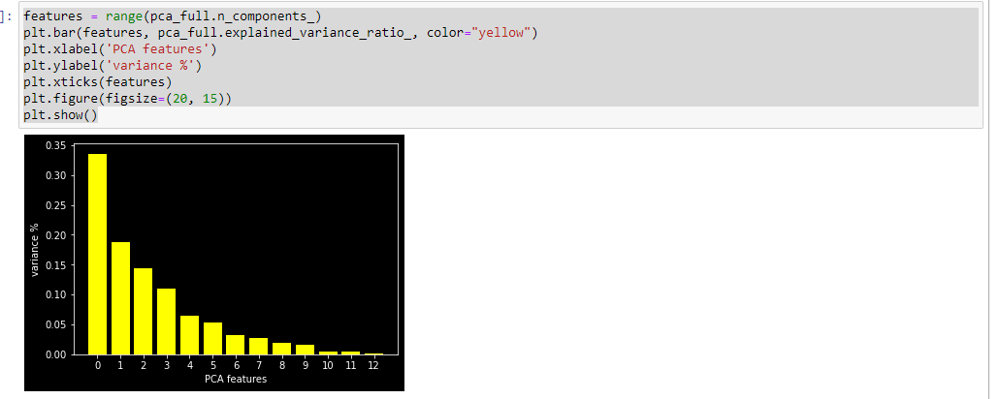 ]:
features = range(pca_full.n_components_)
plt.bar(features, pca_full.explained_variance_ratio_, color="yellow")
plt.xlabel('PCA features')
plt.ylabel('variance %')
plt.xticks(features)
plt.figure(figsize=(20, 15))
plt.show()
0.35
0.30
0.25
0.20
0.15
0.10
0.05
0.00
variance %
0 1 2 3 4 5 6 7 8 9 10 11 12
PCA features